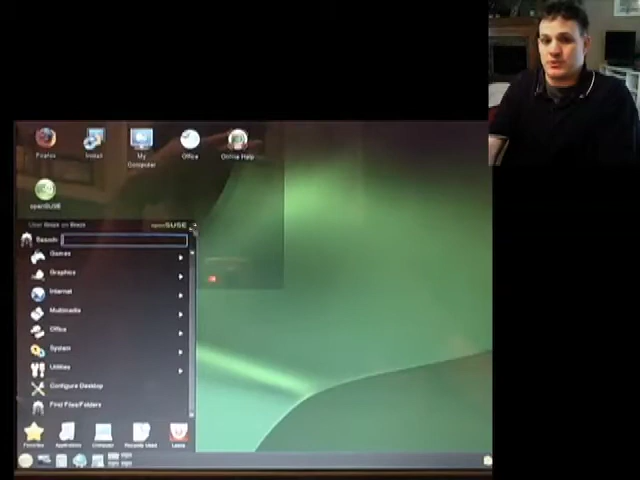 Firefox
Install
My
Computer
Office
Online Help
openSUSE
openSUSE
Search:
Games
Graphics
Internet
Multimedia
Office
System
Utilities
Configure Desktop
Find Files/Folders
Favorites
Applications
Computer
Recently Used
Leave